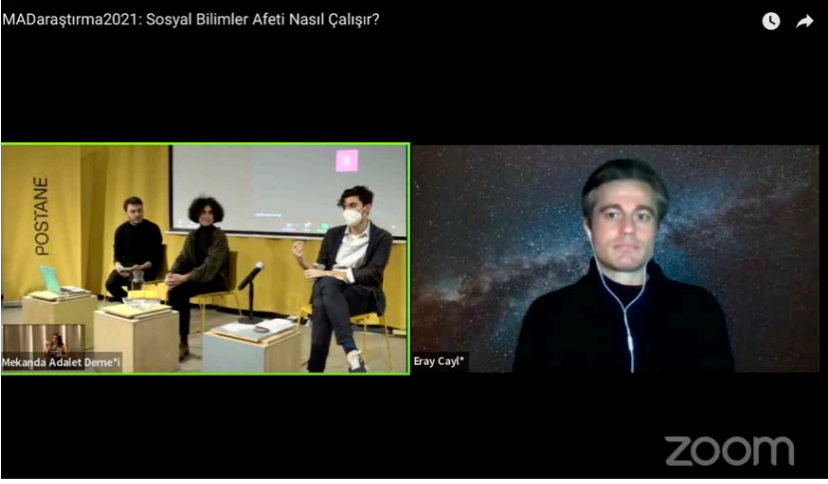 MADaraştırma2021: Sosyal Bilimler Afeti Nasıl Çalışır?
POSTANE
Mekanda Adalet Derne*i
Eray Cayl*
zoom